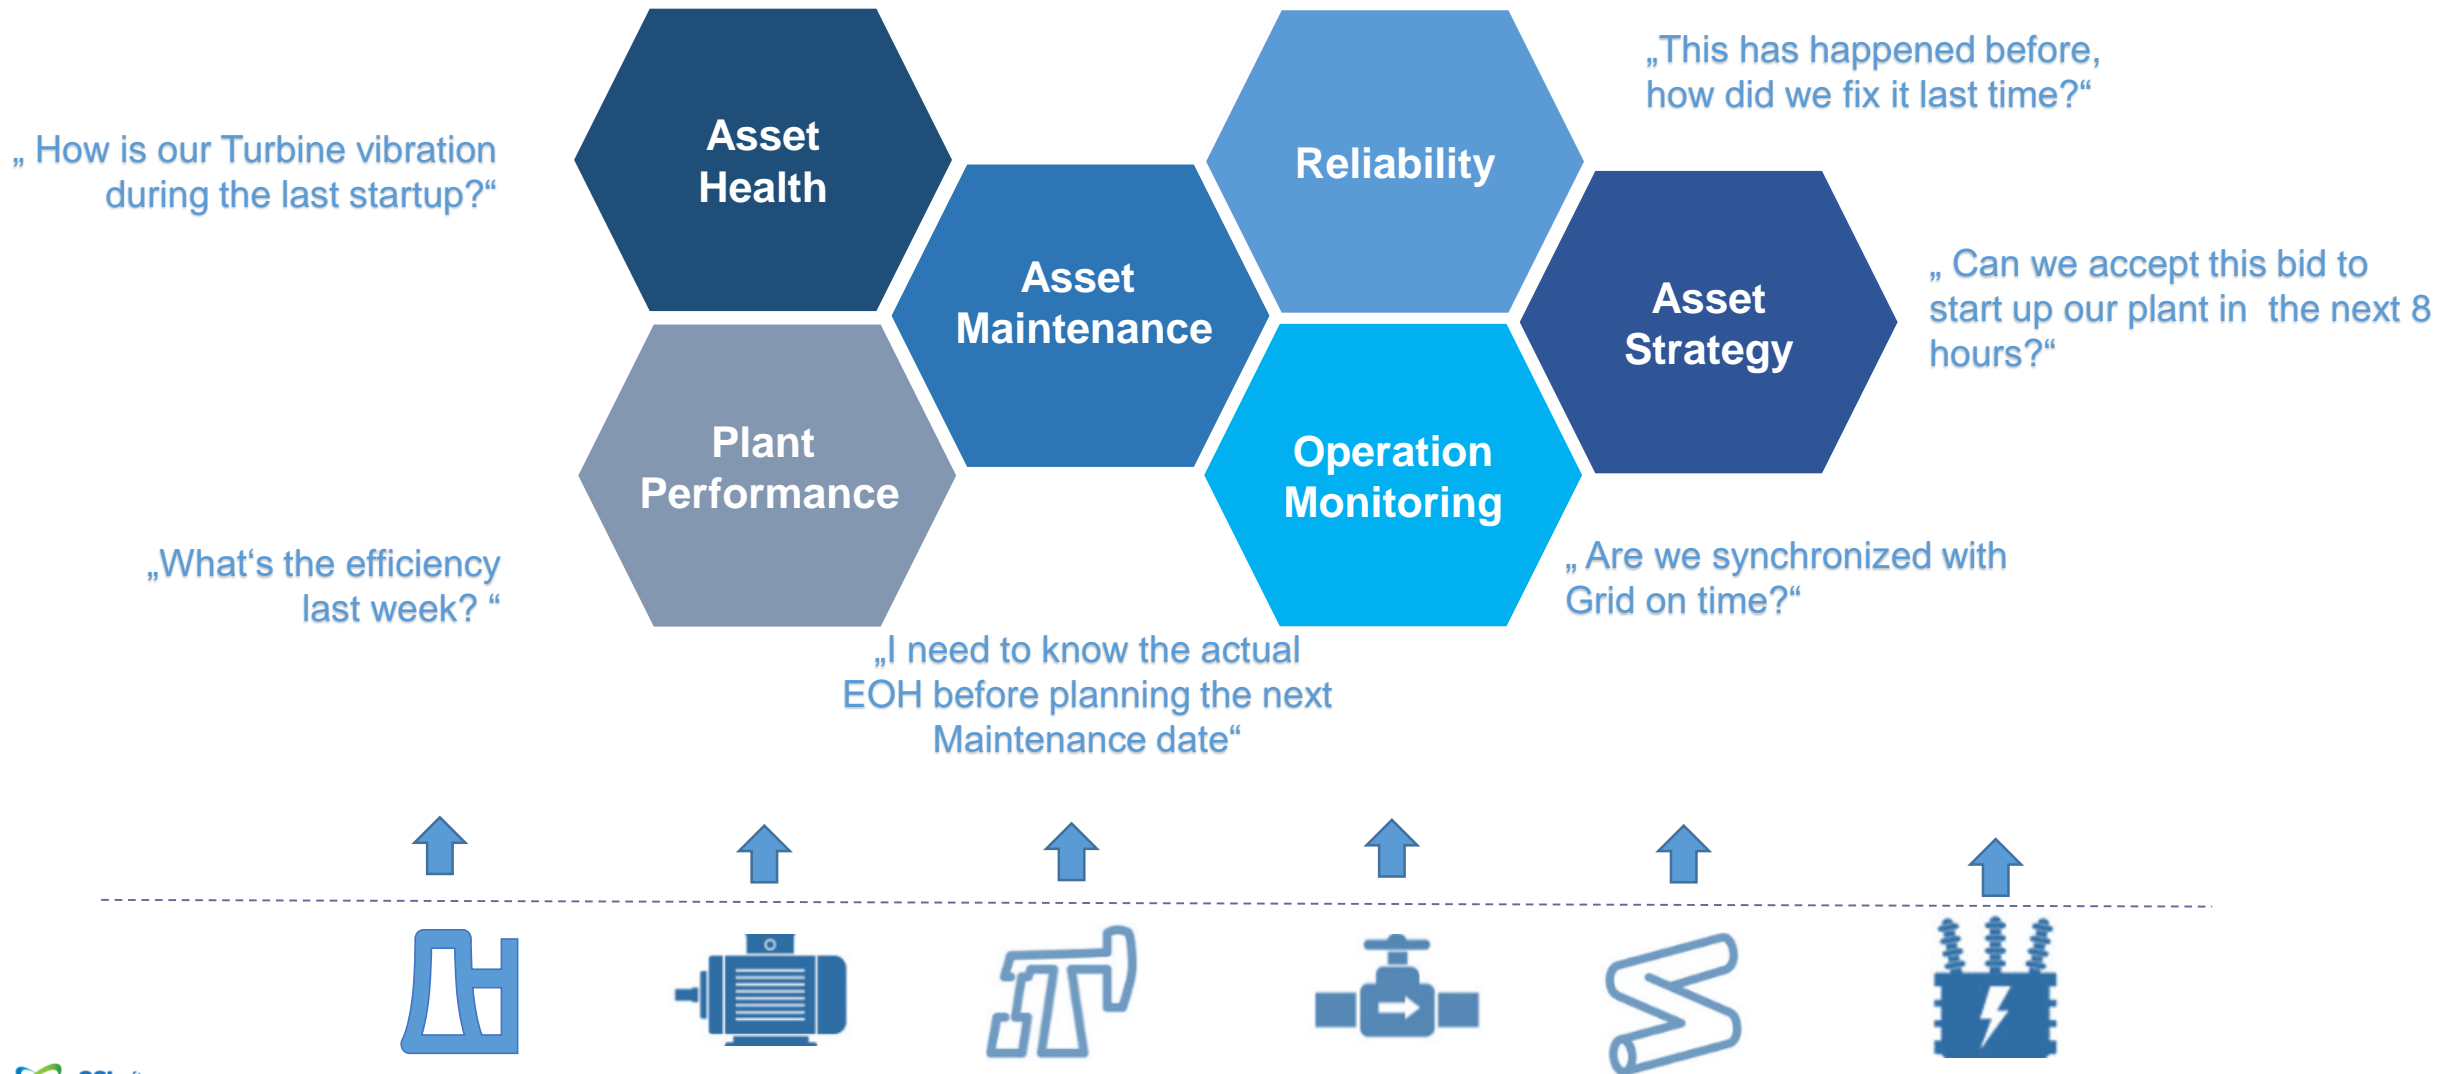 „ How is our Turbine vibration
during the last startup?“
Asset
Health
Reliability
„This has happened before,
how did we fix it last time?“
Asset
Maintenance
Asset
Strategy
„ Can we accept this bid to
start up our plant in the next 8
hours?“
Plant
Performance
Operation
Monitoring
„What‘s the efficiency
last week? “
„ Are we synchronized with
Grid on time?“
„I need to know the actual
EOH before planning the next
Maintenance date“